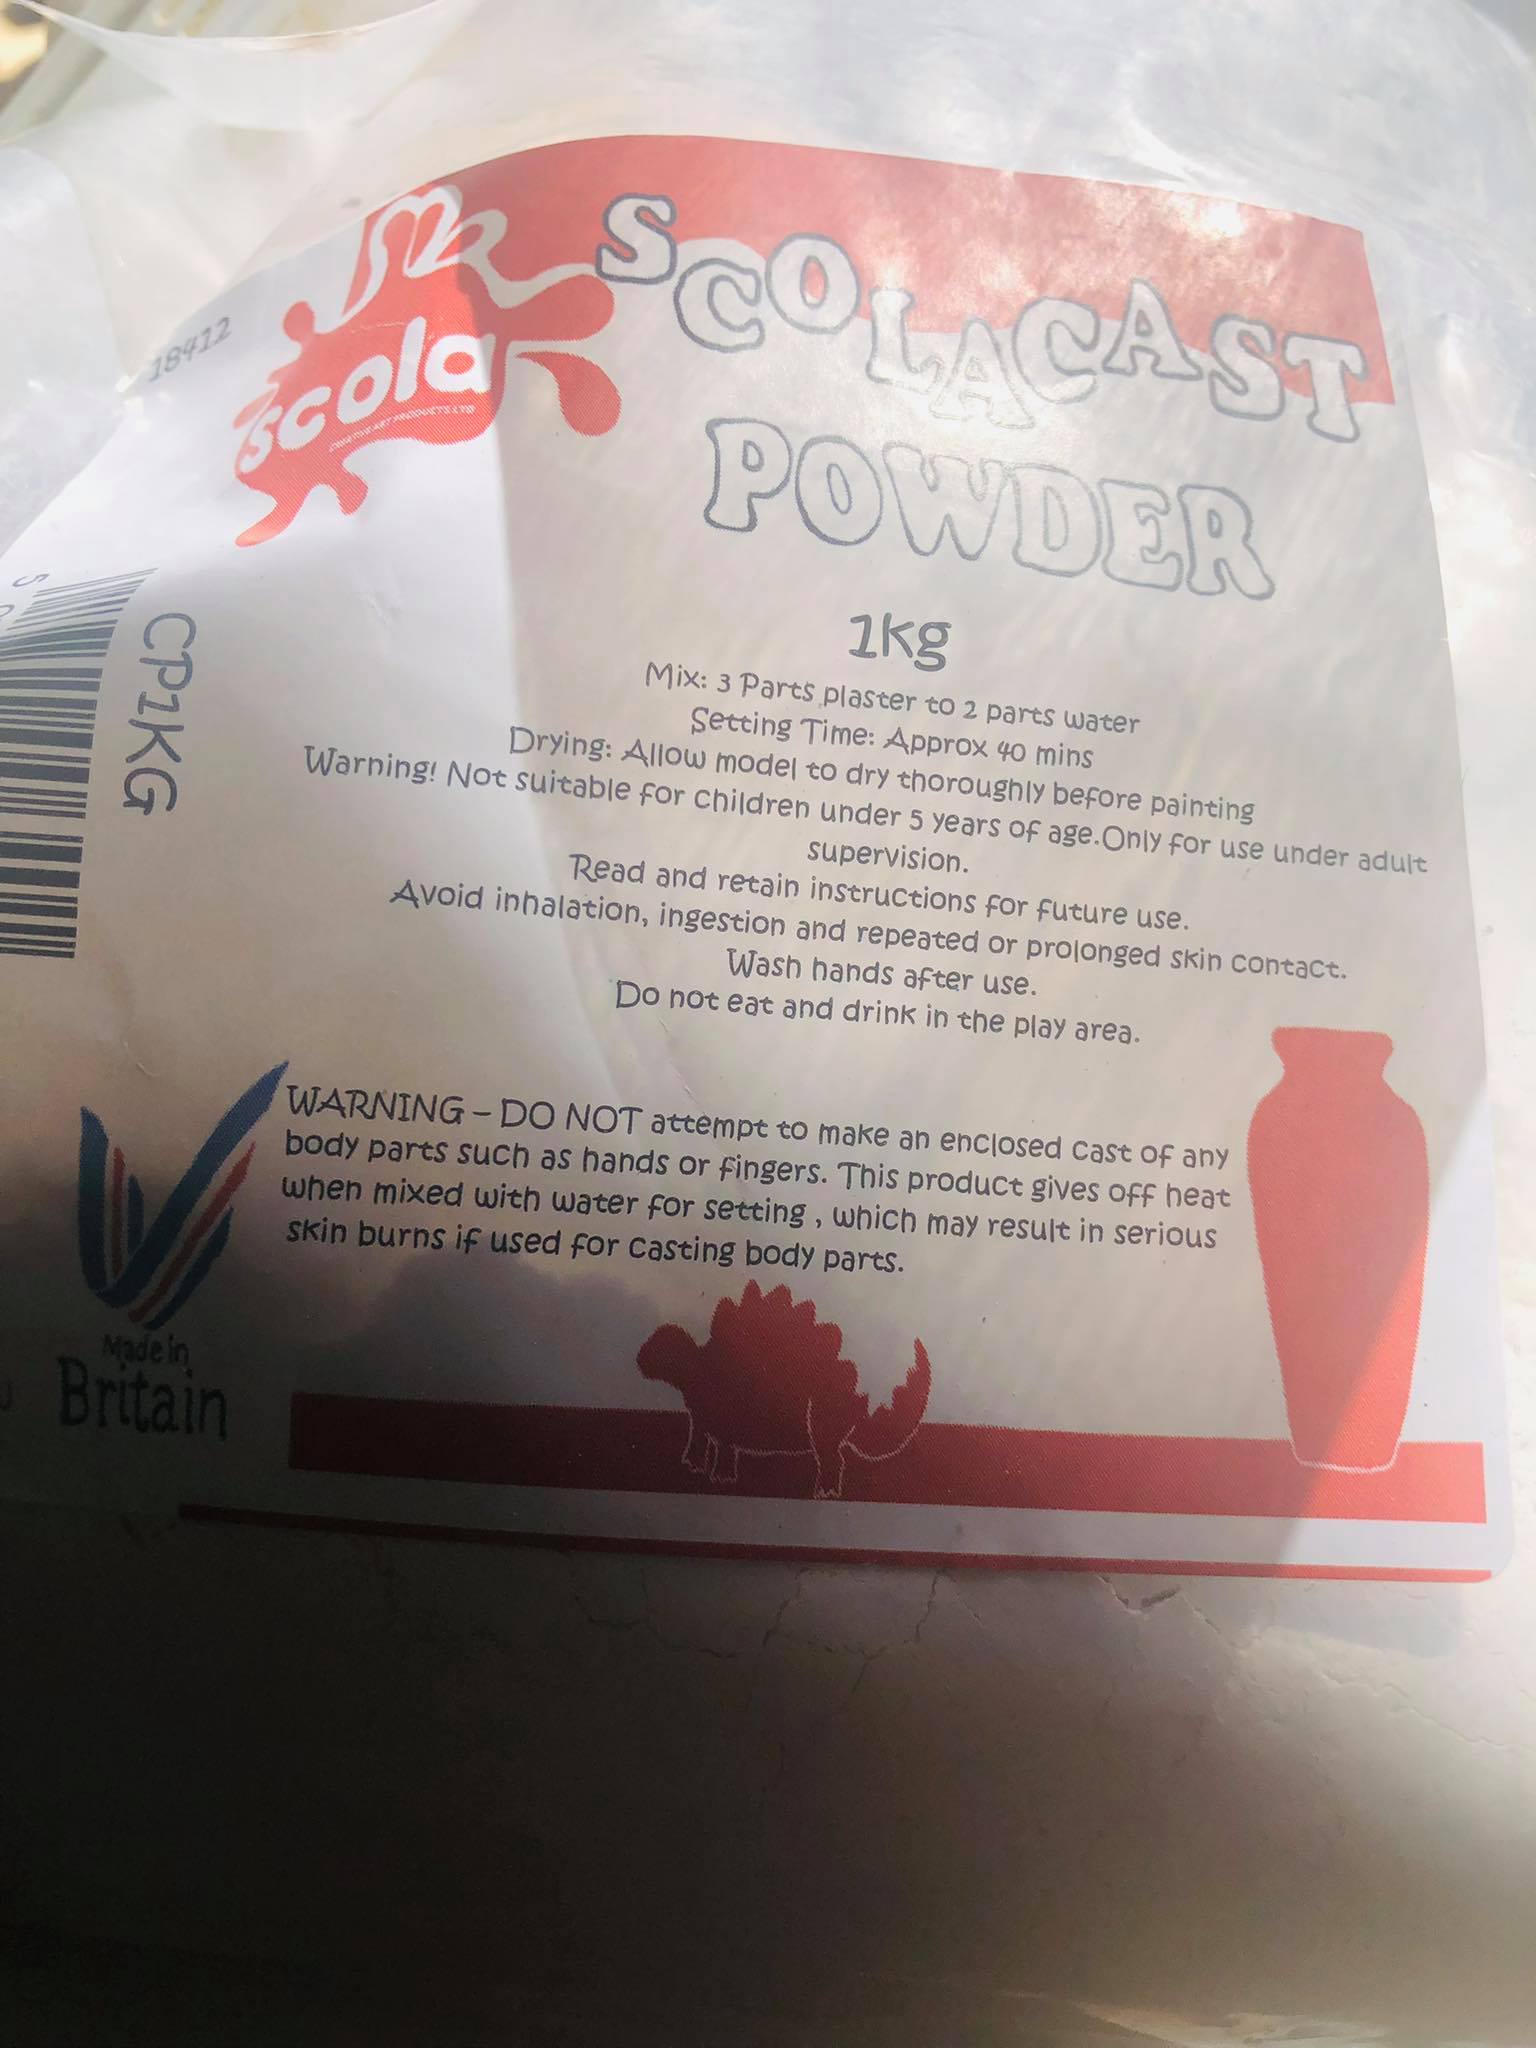 18412
scola
CREATIVE ART PRODUCTS LTD
SCOLACAST
POWDER
1kg
Mix: 3 Parts plaster to 2 parts water
Setting Time: Approx 40 mins
Drying: Allow model to dry thoroughly before painting
Warning! Not suitable for children under 5 years of age.Only for use under adult
supervision.
Read and retain instructions for future use.
Avoid inhalation, ingestion and repeated or prolonged skin contact.
Wash hands after use.
Do not eat and drink in the play area.
CP1KG
5
WARNING – DO NOT attempt to make an enclosed cast of any
body parts such as hands or fingers. This product gives off heat
when mixed with water for setting , which may result in serious
skin burns if used for casting body parts.
Made in
Britain